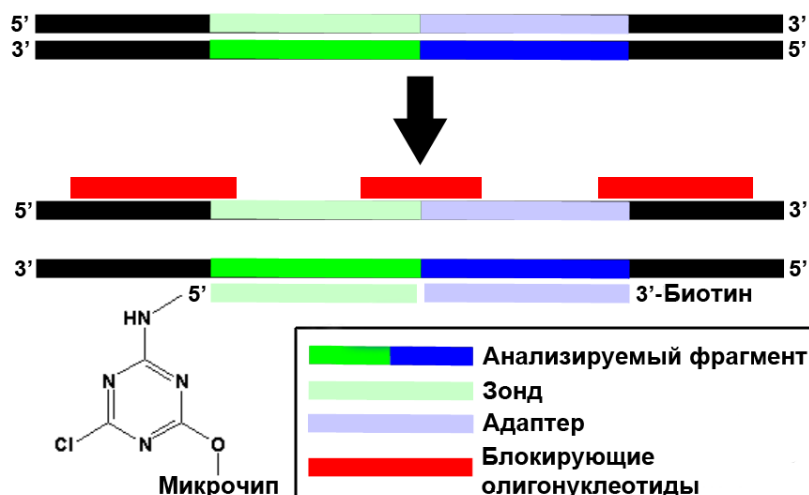 5’ 3’
3’ 5’
5’ 3’
3’ 5’
5’ 3’-Биотин
HN
N N
N
Cl O
Микрочип
Анализируемый фрагмент
Зонд
Адаптер
Блокирующие
олигонуклеотиды